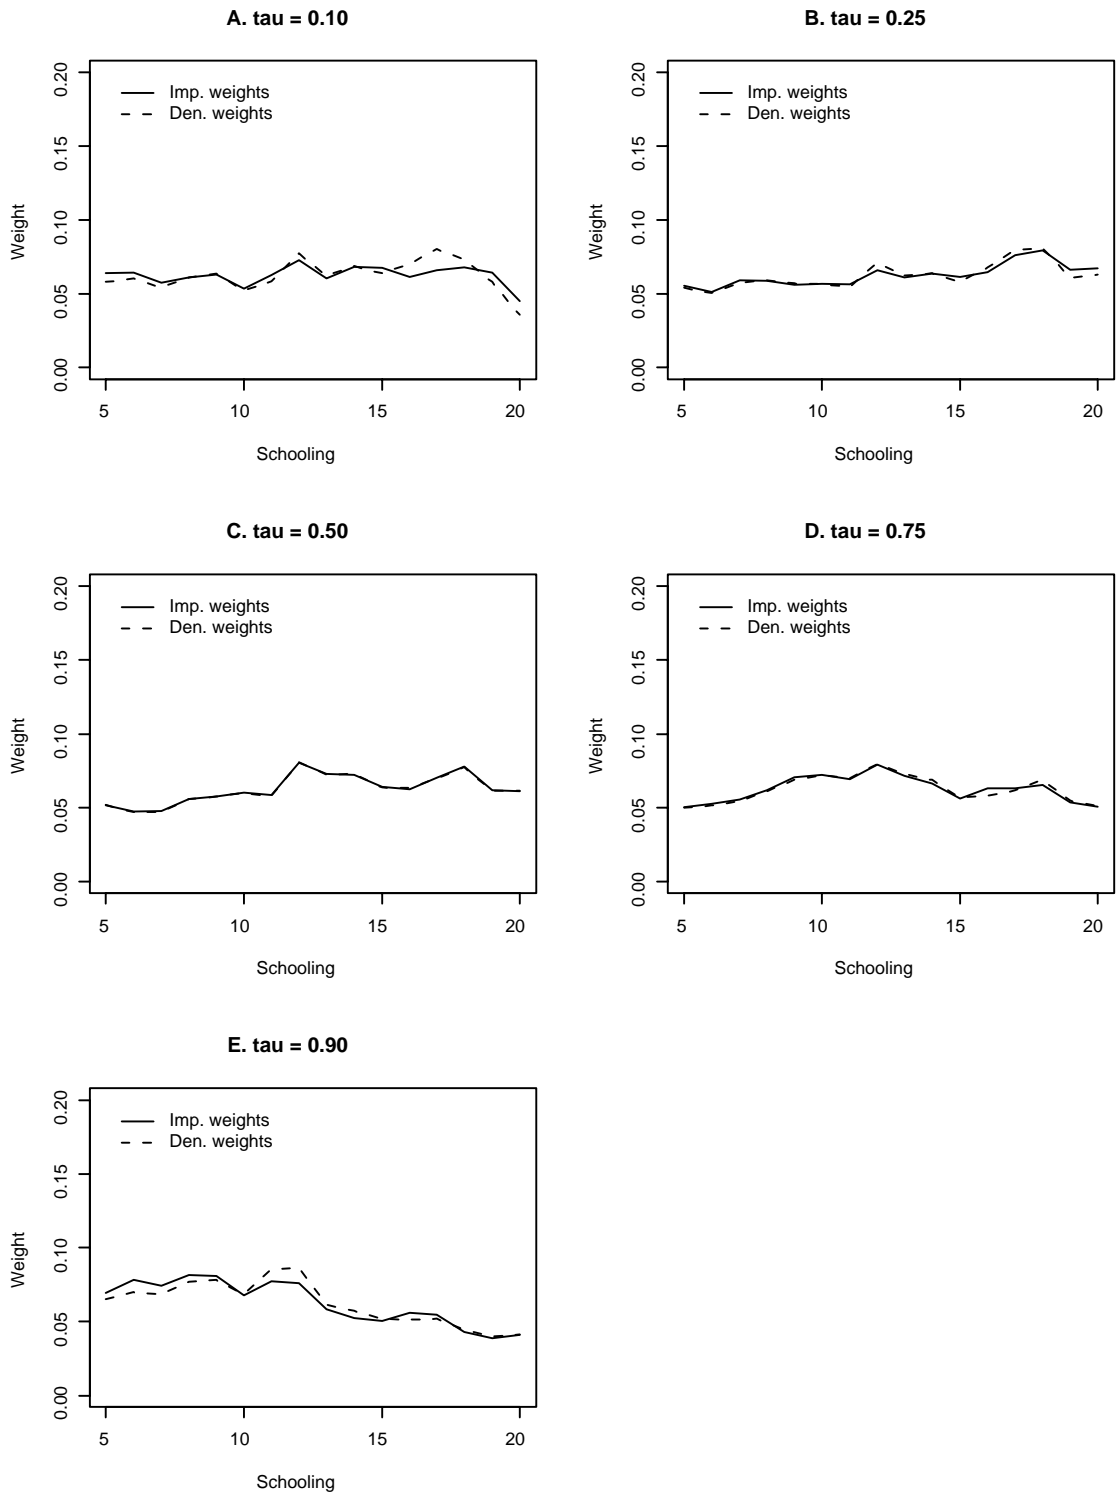 A. tau = 0.10
Imp. weights
Den. weights
0.20
0.15
0.10
0.05
0.00
Weight
5 10 15 20
Schooling
B. tau = 0.25
Imp. weights
Den. weights
0.20
0.15
0.10
0.05
0.00
Weight
5 10 15 20
Schooling
C. tau = 0.50
Imp. weights
Den. weights
0.20
0.15
0.10
0.05
0.00
Weight
5 10 15 20
Schooling
D. tau = 0.75
Imp. weights
Den. weights
0.20
0.15
0.10
0.05
0.00
Weight
5 10 15 20
Schooling
E. tau = 0.90
Imp. weights
Den. weights
0.20
0.15
0.10
0.05
0.00
Weight
5 10 15 20
Schooling